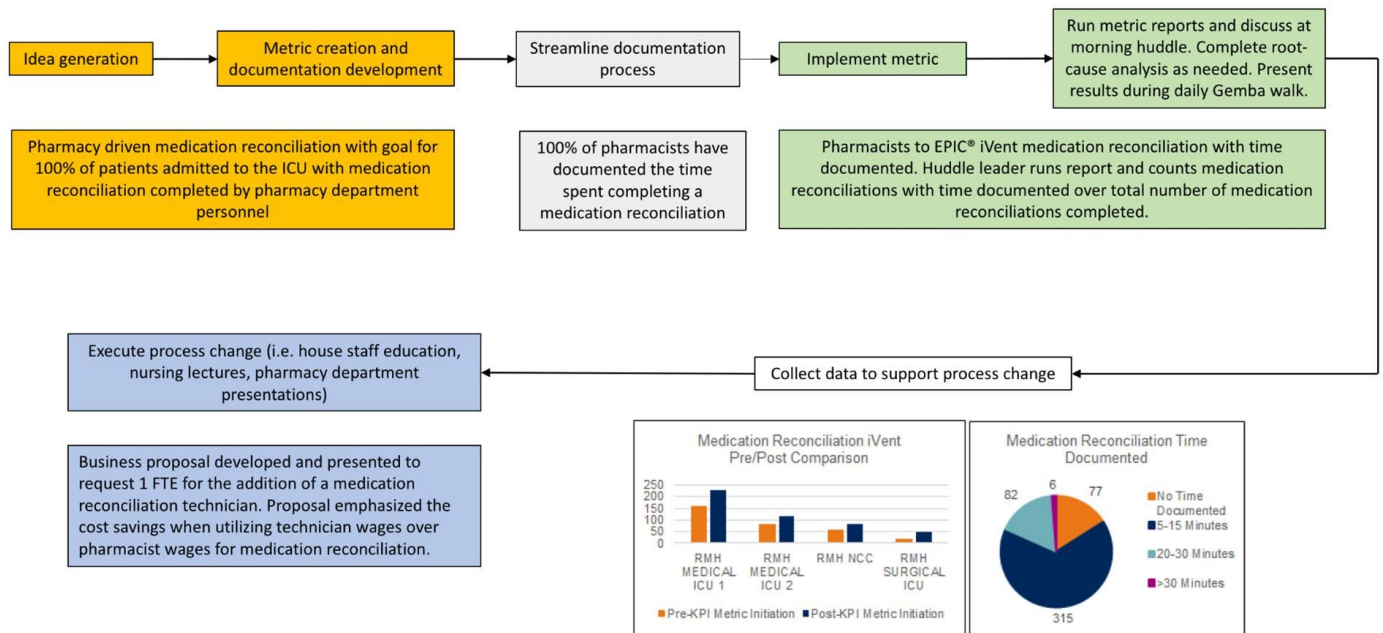 Idea generation
Metric creation and
documentation development
Streamline documentation
process
Implement metric
Run metric reports and discuss at
morning huddle. Complete root-
cause analysis as needed. Present
results during daily Gemba walk.
Pharmacy driven medication reconciliation with goal for
100% of patients admitted to the ICU with medication
reconciliation completed by pharmacy department
personnel
100% of pharmacists have
documented the time
spent completing a
medication reconciliation
Pharmacists to EPIC® iVent medication reconciliation with time
documented. Huddle leader runs report and counts medication
reconciliations with time documented over total number of medication
reconciliations completed.
Execute process change (i.e. house staff education,
nursing lectures, pharmacy department
presentations)
Collect data to support process change
Business proposal developed and presented to
request 1 FTE for the addition of a medication
reconciliation technician. Proposal emphasized the
cost savings when utilizing technician wages over
pharmacist wages for medication reconciliation.
Medication Reconciliation iVent
Pre/Post Comparison
250
200
150
100
50
0
RMH
MEDICAL
ICU 1
RMH
MEDICAL
ICU 2
RMH NCC
RMH
SURGICAL
ICU
Pre-KPI Metric Initiation
Post-KPI Metric Initiation
Medication Reconciliation Time
Documented
6
82
77
315
No Time
Documented
5-15 Minutes
20-30 Minutes
>30 Minutes